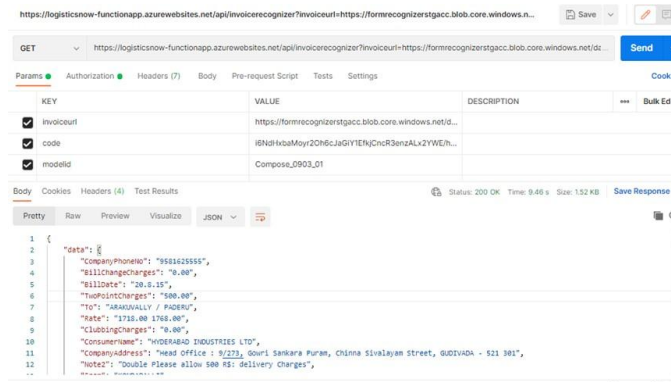 https://logisticsnow-functionapp.azurewebsites.net/api/invoicerecognizer?invoiceurl=https://formrecognizerstgacc.blob.core.windows.n...
Save
GET https://logisticsnow-functionapp.azurewebsites.net/api/invoicerecognizer?invoiceurl=https://formrecognizerstgacc.blob.core.windows.net/da... Send
Params Authorization Headers (7) Body Pre-request Script Tests Settings Cook
KEY VALUE DESCRIPTION ••• Bulk Ed
invoiceurl https://formrecognizerstgacc.blob.core.windows.net/d...
code i6NdHxbaMoyr2Oh6cJaGiY1EfkjCncR3enzALx2YWE/h...
modelid Compose_0903_01
Body Cookies Headers (4) Test Results Status: 200 OK Time: 9.46 s Size: 1.52 KB Save Response
Pretty Raw Preview Visualize JSON
1 {
2 "data": {
3 "CompanyPhoneNo": "9581625555",
4 "BillChangeCharges": "0.00",
5 "BillDate": "20.8.15",
6 "TwoPointCharges": "500.00",
7 "To": "ARAKUVALLY / PADERU",
8 "Rate": "1718.00 1768.00",
9 "ClubbingCharges": "0.00",
10 "ConsumerName": "HYDERABAD INDUSTRIES LTD",
11 "CompanyAddress": "Head Office : 9/273, Gowri Sankara Puram, Chinna Sivalayam Street, GUDIVADA - 521 301",
12 "Note2": "Double Please allow 500 R$: delivery Charges",